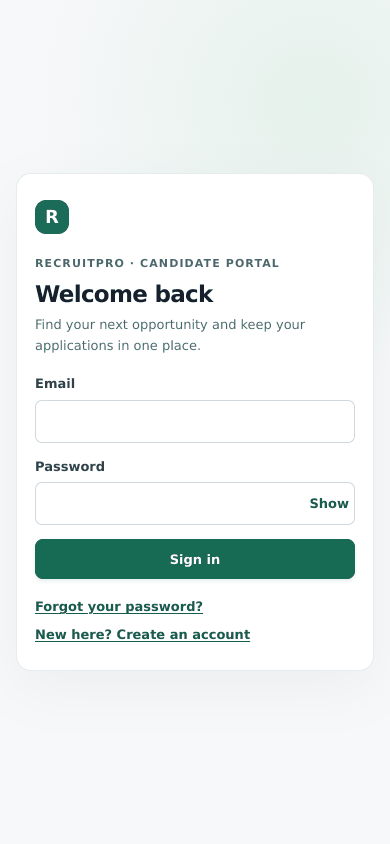 R
RECRUITPRO · CANDIDATE PORTAL
Welcome back
Find your next opportunity and keep your
applications in one place.
Email
Password
Show
Sign in
Forgot your password?
New here? Create an account